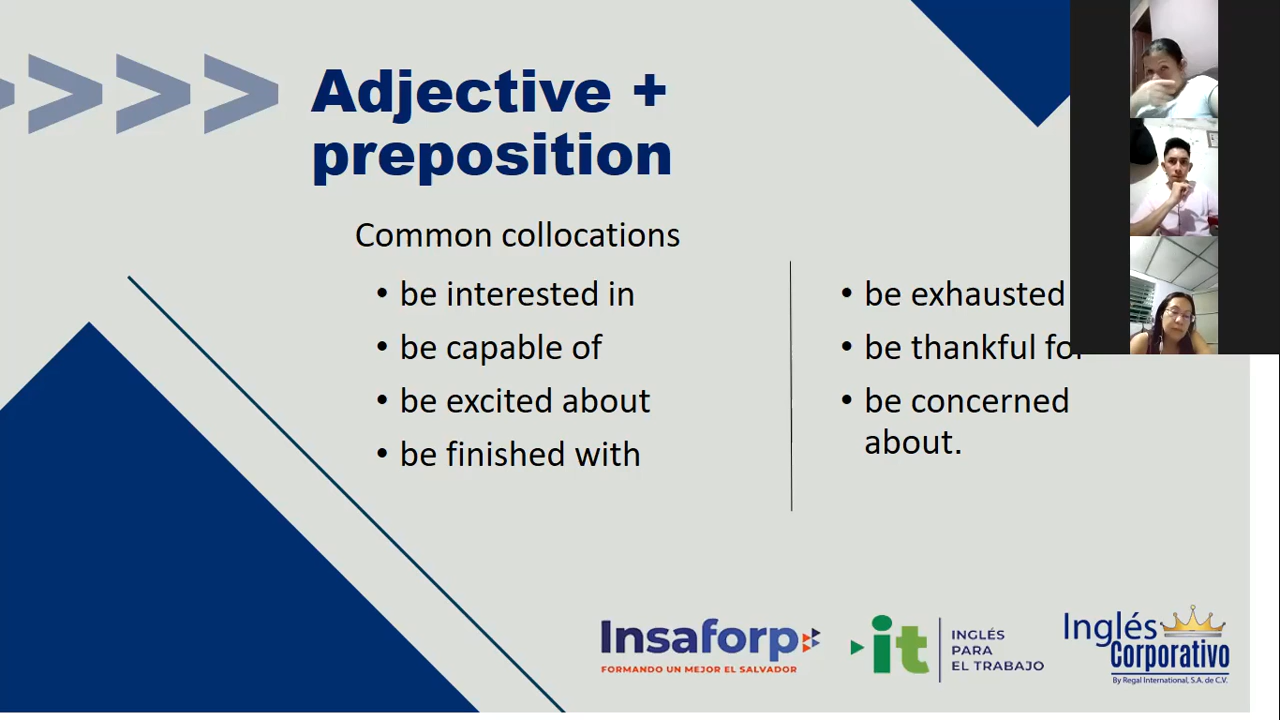 Adjective +
preposition
Common collocations
• be interested in
• be capable of
• be excited about
• be finished with
• be exhausted
• be thankful for
• be concerned
about.
Insaforp
FORMANDO UN MEJOR EL SALVADOR
it
INGLÉS
PARA
EL TRABAJO
Inglés
Corporativo
By Regal International, S.A. de C.V.